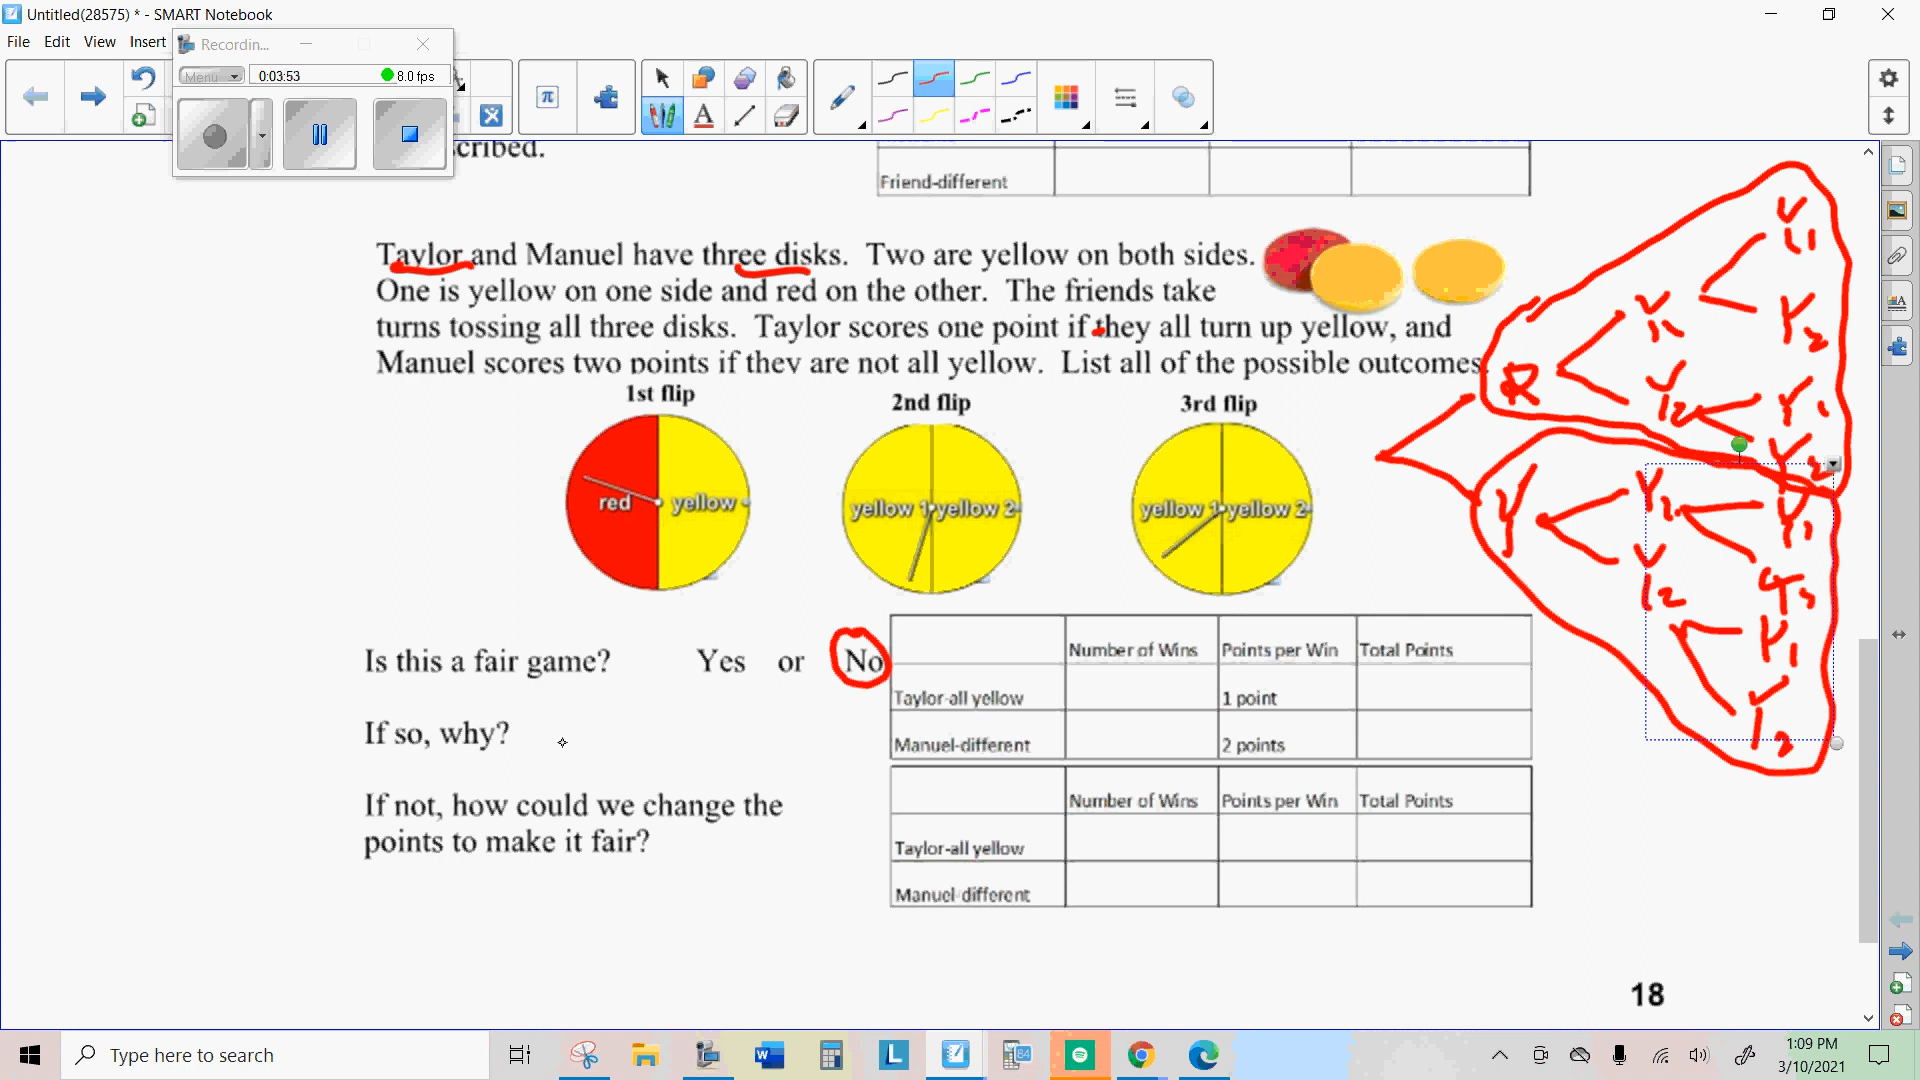 Untitled(28575) * - SMART Notebook
File Edit View Insert
Recordin...
Menu 0:03:53 8.0 fps
cribed.
Friend-different
Taylor and Manuel have three disks. Two are yellow on both sides.
One is yellow on one side and red on the other. The friends take
turns tossing all three disks. Taylor scores one point if they all turn up yellow, and
Manuel scores two points if they are not all yellow. List all of the possible outcomes.
1st flip 2nd flip 3rd flip
red yellow yellow 1 yellow 2 yellow 1 yellow 2
Number of Wins Points per Win Total Points
Is this a fair game? Yes or No
Taylor-all yellow 1 point
If so, why?
Manuel-different 2 points
Number of Wins Points per Win Total Points
If not, how could we change the
points to make it fair?
Taylor-all yellow
Manuel-different
R
Y1
Y2
Y1
Y2
Y1
Y2
Y
18
Type here to search
1:09 PM
3/10/2021